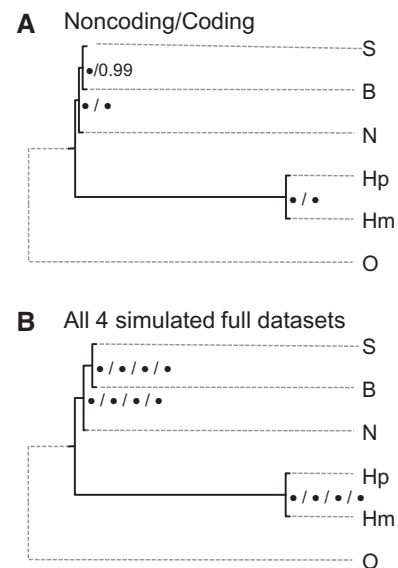 A Noncoding/Coding
S
●/0.99
B
● / ●
N
Hp
● / ●
Hm
O
B All 4 simulated full datasets
S
● / ● / ● / ●
B
● / ● / ● / ●
N
Hp
● / ● / ● / ●
Hm
O